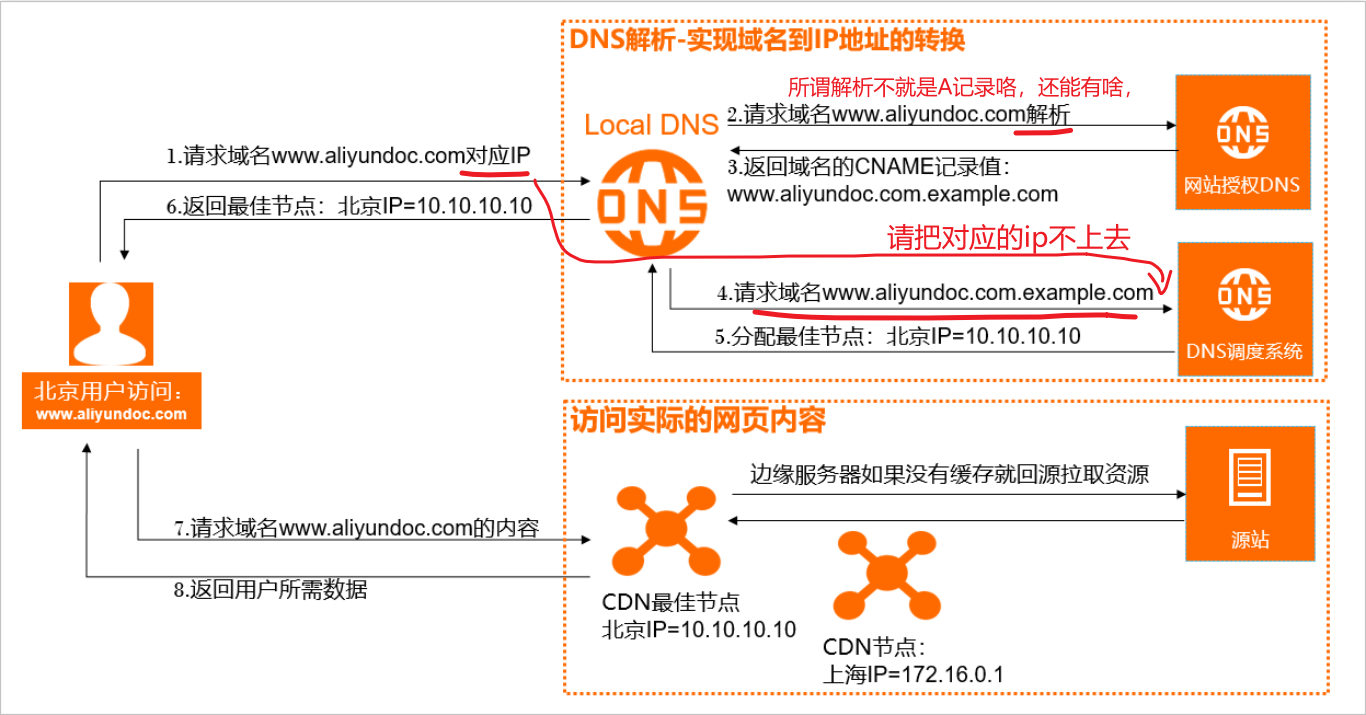 DNS解析-实现域名到IP地址的转换
所谓解析不就是A记录咯，还能有啥，
Local DNS
2.请求域名www.aliyundoc.com解析
DNS
网站授权DNS
1.请求域名www.aliyundoc.com对应IP
3.返回域名的CNAME记录值：
www.aliyundoc.com.example.com
DNS
6.返回最佳节点：北京IP=10.10.10.10
请把对应的ip不上去
4.请求域名www.aliyundoc.com.example.com
DNS
5.分配最佳节点：北京IP=10.10.10.10
DNS调度系统
北京用户访问：
www.aliyundoc.com
访问实际的网页内容
边缘服务器如果没有缓存就回源拉取资源
7.请求域名www.aliyundoc.com的内容
源站
8.返回用户所需数据
CDN最佳节点
北京IP=10.10.10.10
CDN节点：
上海IP=172.16.0.1